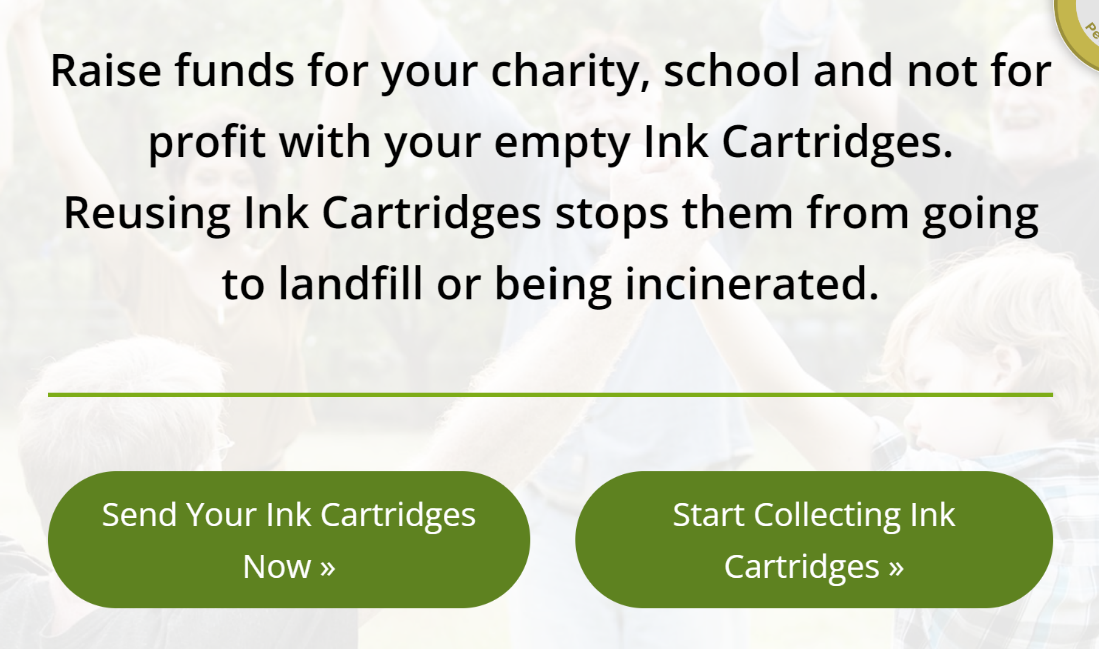 Raise funds for your charity, school and not for
profit with your empty Ink Cartridges.
Reusing Ink Cartridges stops them from going
to landfill or being incinerated.
Send Your Ink Cartridges
Now »
Start Collecting Ink
Cartridges »